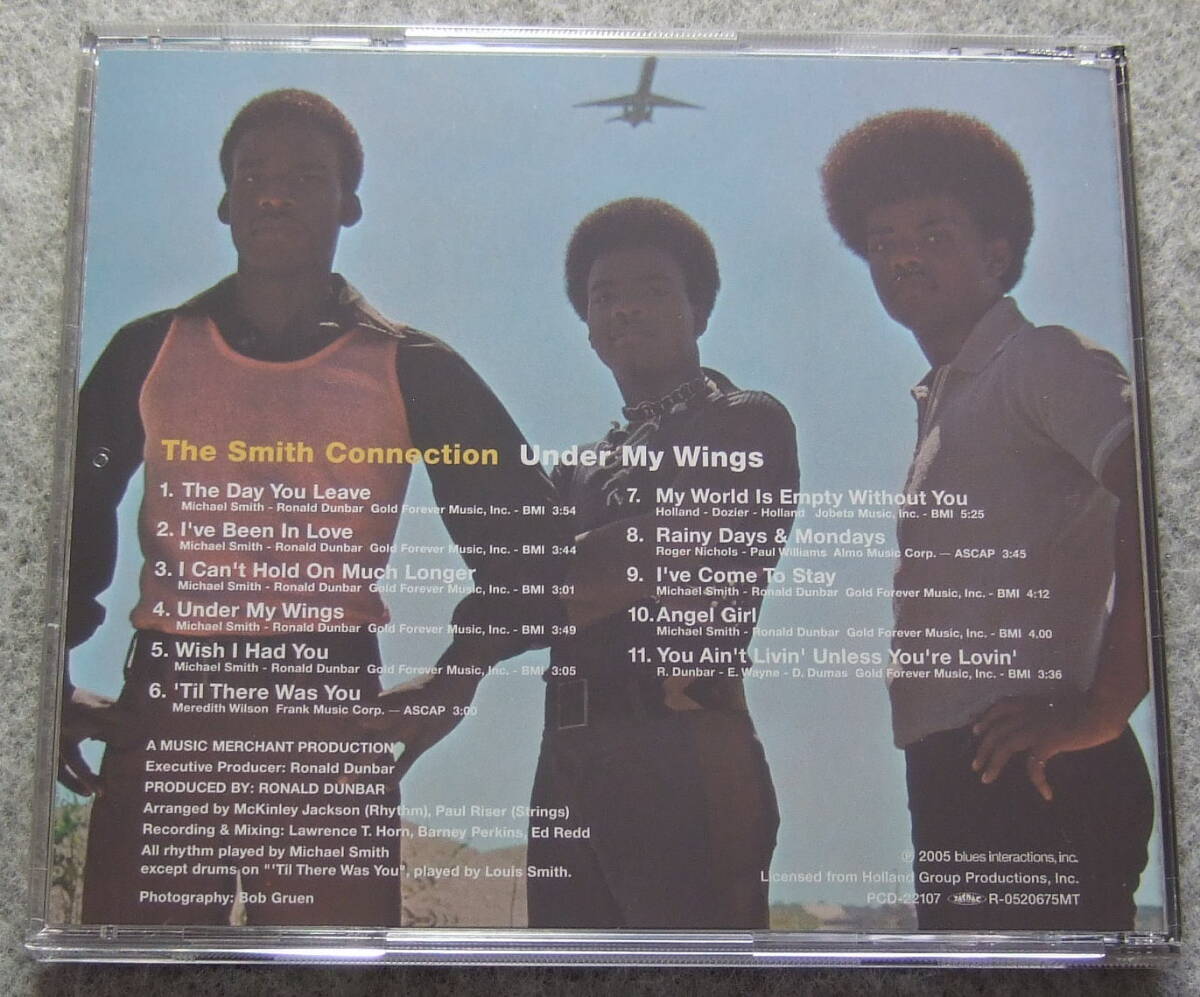 The Smith Connection Under My Wings
1. The Day You Leave
Michael Smith - Ronald Dunbar Gold Forever Music, Inc. - BMI 3:54
2. I've Been In Love
Michael Smith - Ronald Dunbar Gold Forever Music, Inc. - BMI 3:44
3. I Can't Hold On Much Longer
Michael Smith - Ronald Dunbar Gold Forever Music, Inc. - BMI 3:01
4. Under My Wings
Michael Smith - Ronald Dunbar Gold Forever Music, Inc. - BMI 3:49
5. Wish I Had You
Michael Smith - Ronald Dunbar Gold Forever Music, Inc. - BMI 3:05
6. 'Til There Was You
Meredith Wilson Frank Music Corp. — ASCAP 3:00
7. My World Is Empty Without You
Holland - Dozier - Holland Jobeta Music, Inc. - BMI 5:25
8. Rainy Days & Mondays
Roger Nichols - Paul Williams Almo Music Corp. — ASCAP 3:45
9. I've Come To Stay
Michael Smith - Ronald Dunbar Gold Forever Music, Inc. - BMI 4:12
10. Angel Girl
Michael Smith - Ronald Dunbar Gold Forever Music, Inc. - BMI 4.00
11. You Ain't Livin' Unless You're Lovin'
R. Dunbar - E. Wayne - D. Dumas Gold Forever Music, Inc. - BMI 3:36
A MUSIC MERCHANT PRODUCTION
Executive Producer: Ronald Dunbar
PRODUCED BY: RONALD DUNBAR
Arranged by McKinley Jackson (Rhythm), Paul Riser (Strings)
Recording & Mixing: Lawrence T. Horn, Barney Perkins, Ed Redd
All rhythm played by Michael Smith
except drums on "'Til There Was You", played by Louis Smith.
Photography: Bob Gruen
℗ 2005 blues interactions, inc.
Licensed from Holland Group Productions, Inc.
PCD-22107 R-0520675MT